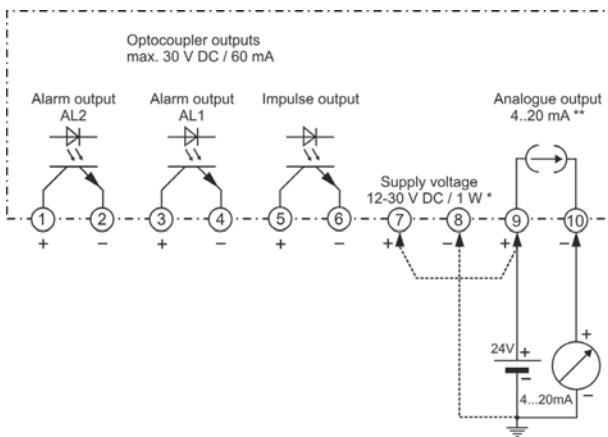 Optocoupler outputs
max. 30 V DC / 60 mA
Alarm output
AL2
Alarm output
AL1
Impulse output
Analogue output
4..20 mA **
Supply voltage
12-30 V DC / 1 W *
1 2 3 4 5 6 7 8 9 10
+ – + – + – + – + –
24V + +
– –
4...20mA